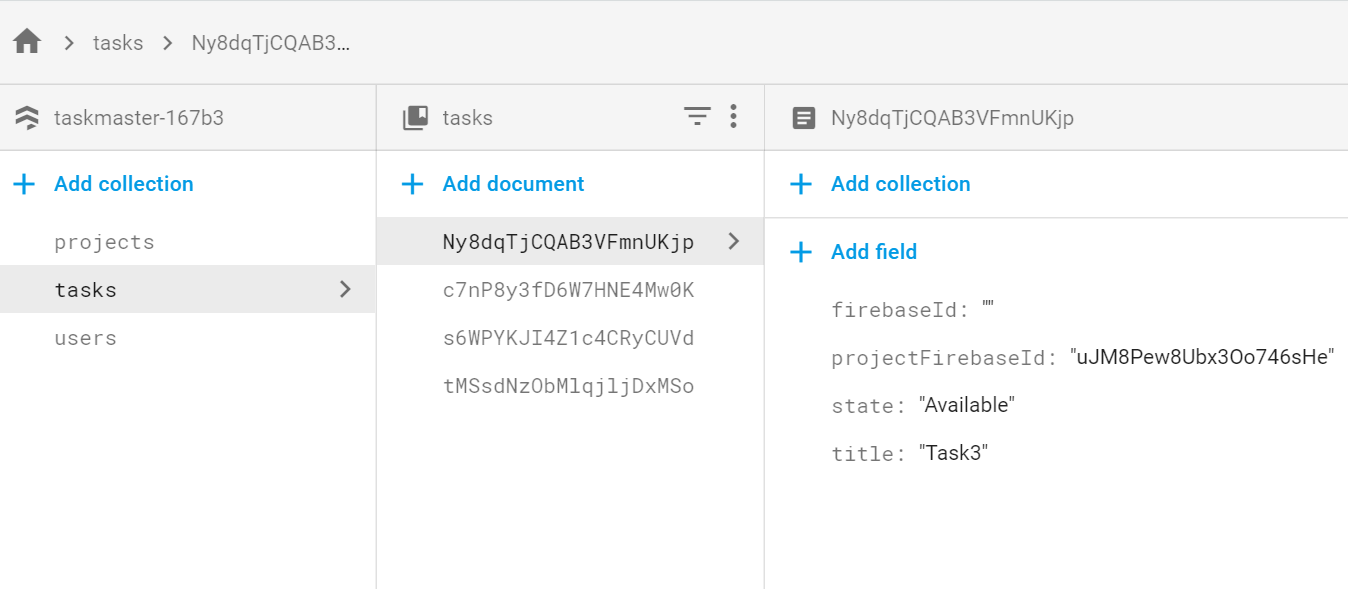 tasks Ny8dqTjCQAB3...
taskmaster-167b3
Add collection
projects
tasks
users
tasks
Add document
Ny8dqTjCQAB3VFmnUKjp
c7nP8y3fD6W7HNE4Mw0K
s6WPYKJI4Z1c4CRyCUVd
tMSsdNzObMlqjljDxMSo
Ny8dqTjCQAB3VFmnUKjp
Add collection
Add field
firebaseId: ""
projectFirebaseId: "uJM8Pew8Ubx3Oo746sHe"
state: "Available"
title: "Task3"